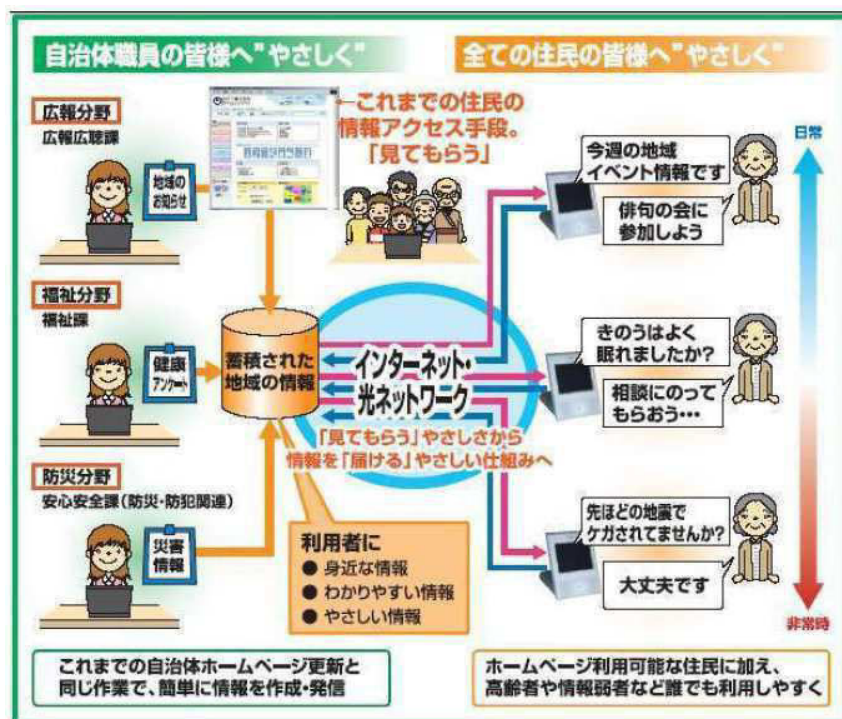 自治体職員の皆様へ”やさしく”
全ての住民の皆様へ”やさしく”
広報分野
広報広聴課
地域の
お知らせ
←これまでの住民の
情報アクセス手段。
「見てもらう」
今週の地域
イベント情報です
俳句の会に
参加しよう
日常
福祉分野
福祉課
健康
アンケート
蓄積された
地域の情報
インターネット・
光ネットワーク
「見てもらう」やさしさから
情報を「届ける」やさしい仕組みへ
きのうはよく
眠れましたか?
相談にのって
もらおう・・・
防災分野
安心安全課(防災・防犯関連)
災害
情報
利用者に
● 身近な情報
● わかりやすい情報
● やさしい情報
先ほどの地震で
ケガされてませんか?
大丈夫です
非常時
これまでの自治体ホームページ更新と
同じ作業で、簡単に情報を作成・発信
ホームページ利用可能な住民に加え、
高齢者や情報弱者など誰でも利用しやすく